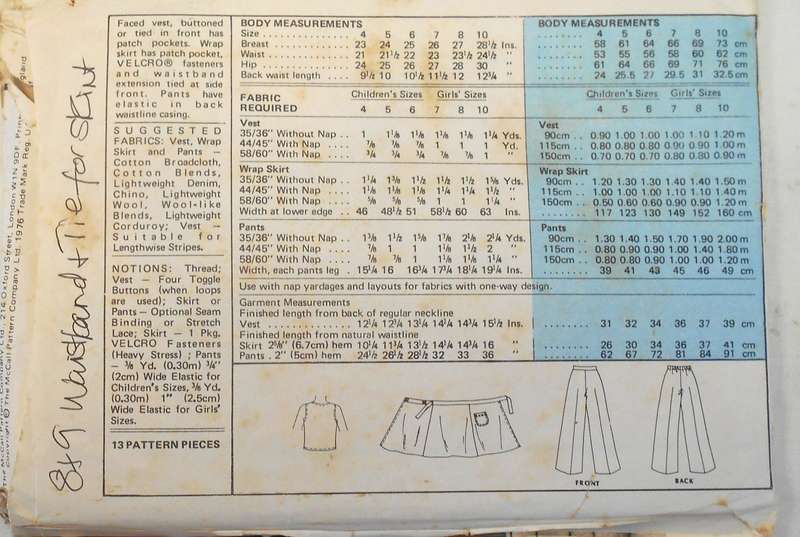 Faced vest, buttoned
or tied in front has
patch pockets. Wrap
skirt has patch pocket,
VELCRO® fasteners
and waistband
extension tied at side
front. Pants have
elastic in back
waistline casing.
SUGGESTED
FABRICS: Vest, Wrap
Skirt and Pants —
Cotton Broadcloth,
Cotton Blends,
Lightweight Denim,
Chino, Lightweight
Wool, Wool-like
Blends, Lightweight
Corduroy; Vest —
Suitable for
Lengthwise Stripes.
NOTIONS: Thread;
Vest — Four Toggle
Buttons (when loops
are used); Skirt or
Pants — Optional Seam
Binding or Stretch
Lace; Skirt — 1 Pkg.
VELCRO Fasteners
(Heavy Stress) ; Pants
— ⅜ Yd. (0.30m) ¾"
(2cm) Wide Elastic for
Children's Sizes, ⅜ Yd.
(0.30m) 1" (2.5cm)
Wide Elastic for Girls'
Sizes.
13 PATTERN PIECES
BODY MEASUREMENTS
Size 4 5 6 7 8 10
Breast 23 24 25 26 27 28½ Ins.
Waist 21 21½ 22 23 23½ 24½ "
Hip 24 25 26 27 28 30 "
Back waist length 9½ 10 10½ 11½ 12 12¾ "
FABRIC
REQUIRED
Children's Sizes Girls' Sizes
4 5 6 7 8 10
Vest
35/36" Without Nap 1 1⅛ 1⅛ 1⅛ 1⅛ 1¼ Yds.
44/45" With Nap ⅞ ⅞ ⅞ 1 1 1 Yd.
58/60" With Nap ¾ ¾ ¾ ⅞ ⅞ 1 "
Wrap Skirt
35/36" Without Nap 1¼ 1⅜ 1½ 1½ 1½ 1⅝ Yds.
44/45" With Nap 1⅛ 1⅛ 1⅛ 1¼ 1¼ 1½ "
58/60" With Nap ⅝ ⅝ ⅝ 1 1 1¼ "
Width at lower edge 46 48½ 51 58½ 60 63 Ins.
Pants
35/36" Without Nap 1⅜ 1½ 1⅝ 1⅞ 2⅛ 2¼ Yds.
44/45" With Nap ⅞ 1 1 1⅛ 1½ 2 "
58/60" With Nap ⅞ ⅞ 1 1⅛ 1⅛ 1¼ "
Width, each pants leg 15¼ 16 16¾ 17¾ 18¼ 19¼ Ins.
Use with nap yardages and layouts for fabrics with one-way design.
Garment Measurements
Finished length from back of regular neckline
Vest 12¼ 12¾ 13¼ 14¼ 14¾ 15½ Ins.
Finished length from natural waistline
Skirt 2⅝" (6.7cm) hem 10¼ 11¾ 13½ 14¼ 14¾ 16 "
Pants 2" (5cm) hem 24½ 26½ 28½ 32 33 36 "
BODY MEASUREMENTS
4 5 6 7 8 10
58 61 64 66 69 73 cm
53 55 56 58 60 62 cm
61 64 66 69 71 76 cm
24 25.5 27 29.5 31 32.5 cm
Children's Sizes Girls' Sizes
4 5 6 7 8 10
Vest
90cm 0.90 1.00 1.00 1.00 1.10 1.20 m
115cm 0.80 0.80 0.80 0.90 0.90 1.00 m
150cm 0.70 0.70 0.70 0.80 0.80 0.90 m
Wrap Skirt
90cm 1.20 1.30 1.30 1.40 1.40 1.50 m
115cm 1.00 1.00 1.00 1.10 1.10 1.40 m
150cm 0.50 0.60 0.60 0.90 0.90 1.20 m
117 123 130 149 152 160 cm
Pants
90cm 1.30 1.40 1.50 1.70 1.90 2.00 m
115cm 0.80 0.90 0.90 1.00 1.40 1.80 m
150cm 0.80 0.80 0.90 1.00 1.00 1.20 m
39 41 43 45 46 49 cm
31 32 34 36 37 39 cm
26 30 34 36 37 41 cm
62 67 72 81 84 91 cm
FRONT
BACK
8 & 9 Waistband & Tie for Skirt
214 Oxford Street, London W1N 9DF.
© The McCall Pattern Company Ltd. 1976 Trade Mark Reg.